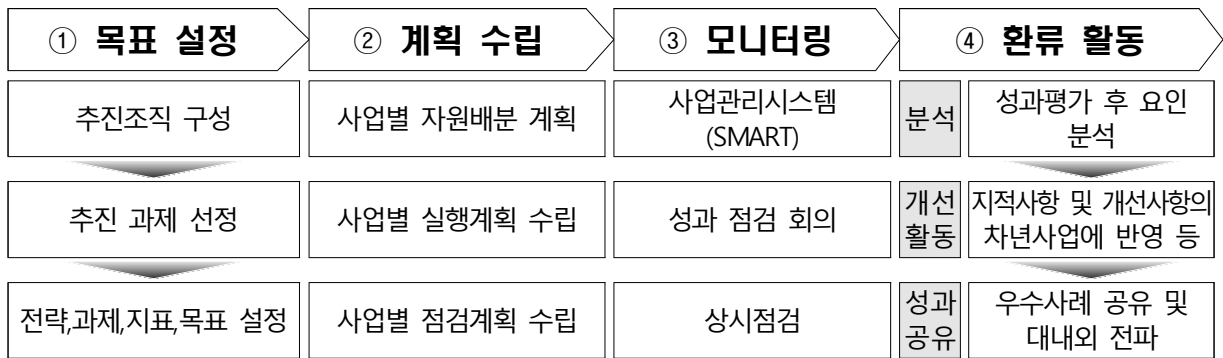 ① 목표 설정
② 계획 수립
③ 모니터링
④ 환류 활동
추진조직 구성
사업별 자원배분 계획
사업관리시스템
(SMART)
분석
성과평가 후 요인
분석
추진 과제 선정
사업별 실행계획 수립
성과 점검 회의
개선
활동
지적사항 및 개선사항의
차년사업에 반영 등
전략,과제,지표,목표 설정
사업별 점검계획 수립
상시점검
성과
공유
우수사례 공유 및
대내외 전파